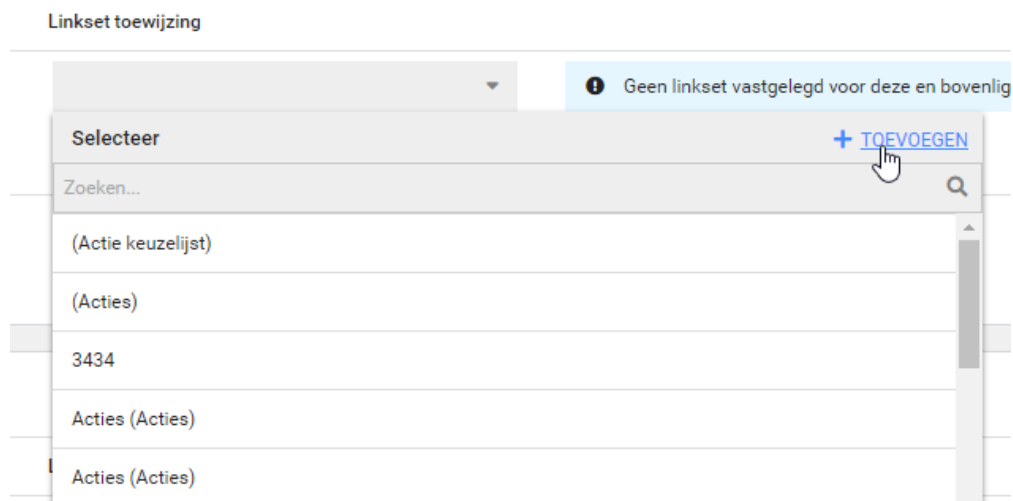 Linkset toewijzing
Geen linkset vastgelegd voor deze en bovenlig
Selecteer
+ TOEVOEGEN
Zoeken...
(Actie keuzelijst)
(Acties)
3434
Acties (Acties)
Acties (Acties)